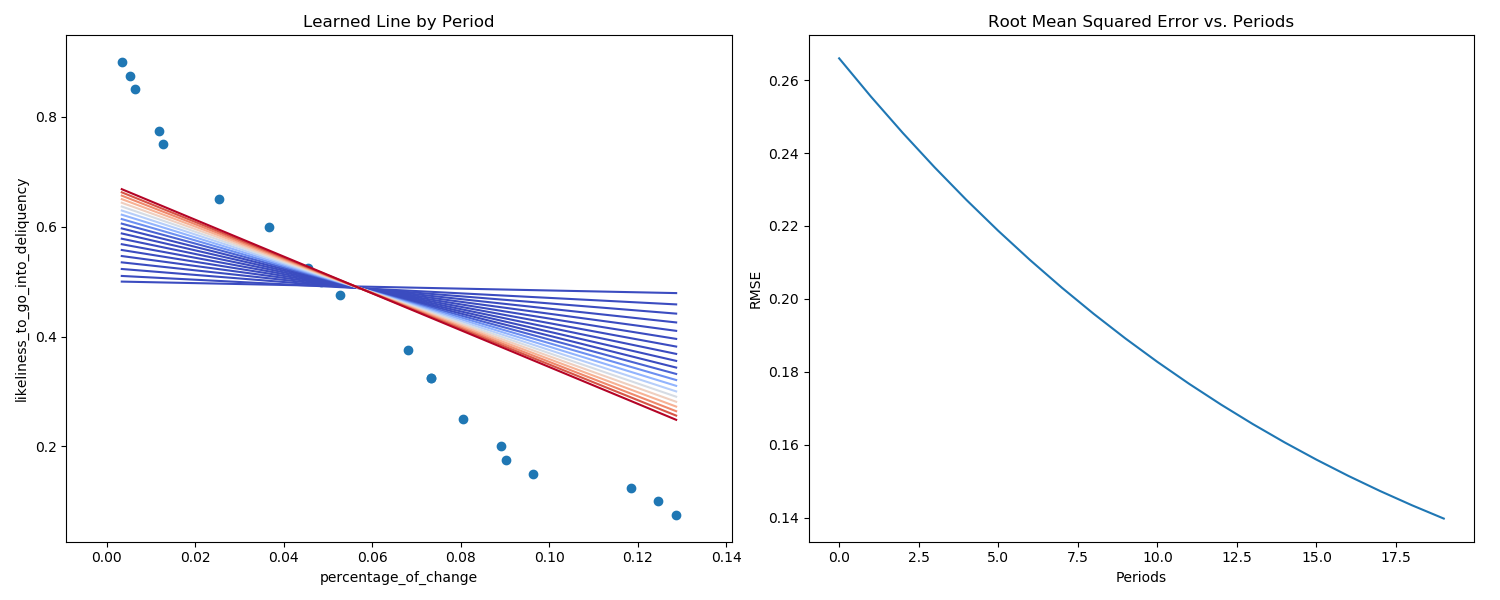 Learned Line by Period
likeliness_to_go_into_deliquency
0.8
0.6
0.4
0.2
0.00 0.02 0.04 0.06 0.08 0.10 0.12 0.14
percentage_of_change
Root Mean Squared Error vs. Periods
RMSE
0.26
0.24
0.22
0.20
0.18
0.16
0.14
0.0 2.5 5.0 7.5 10.0 12.5 15.0 17.5
Periods